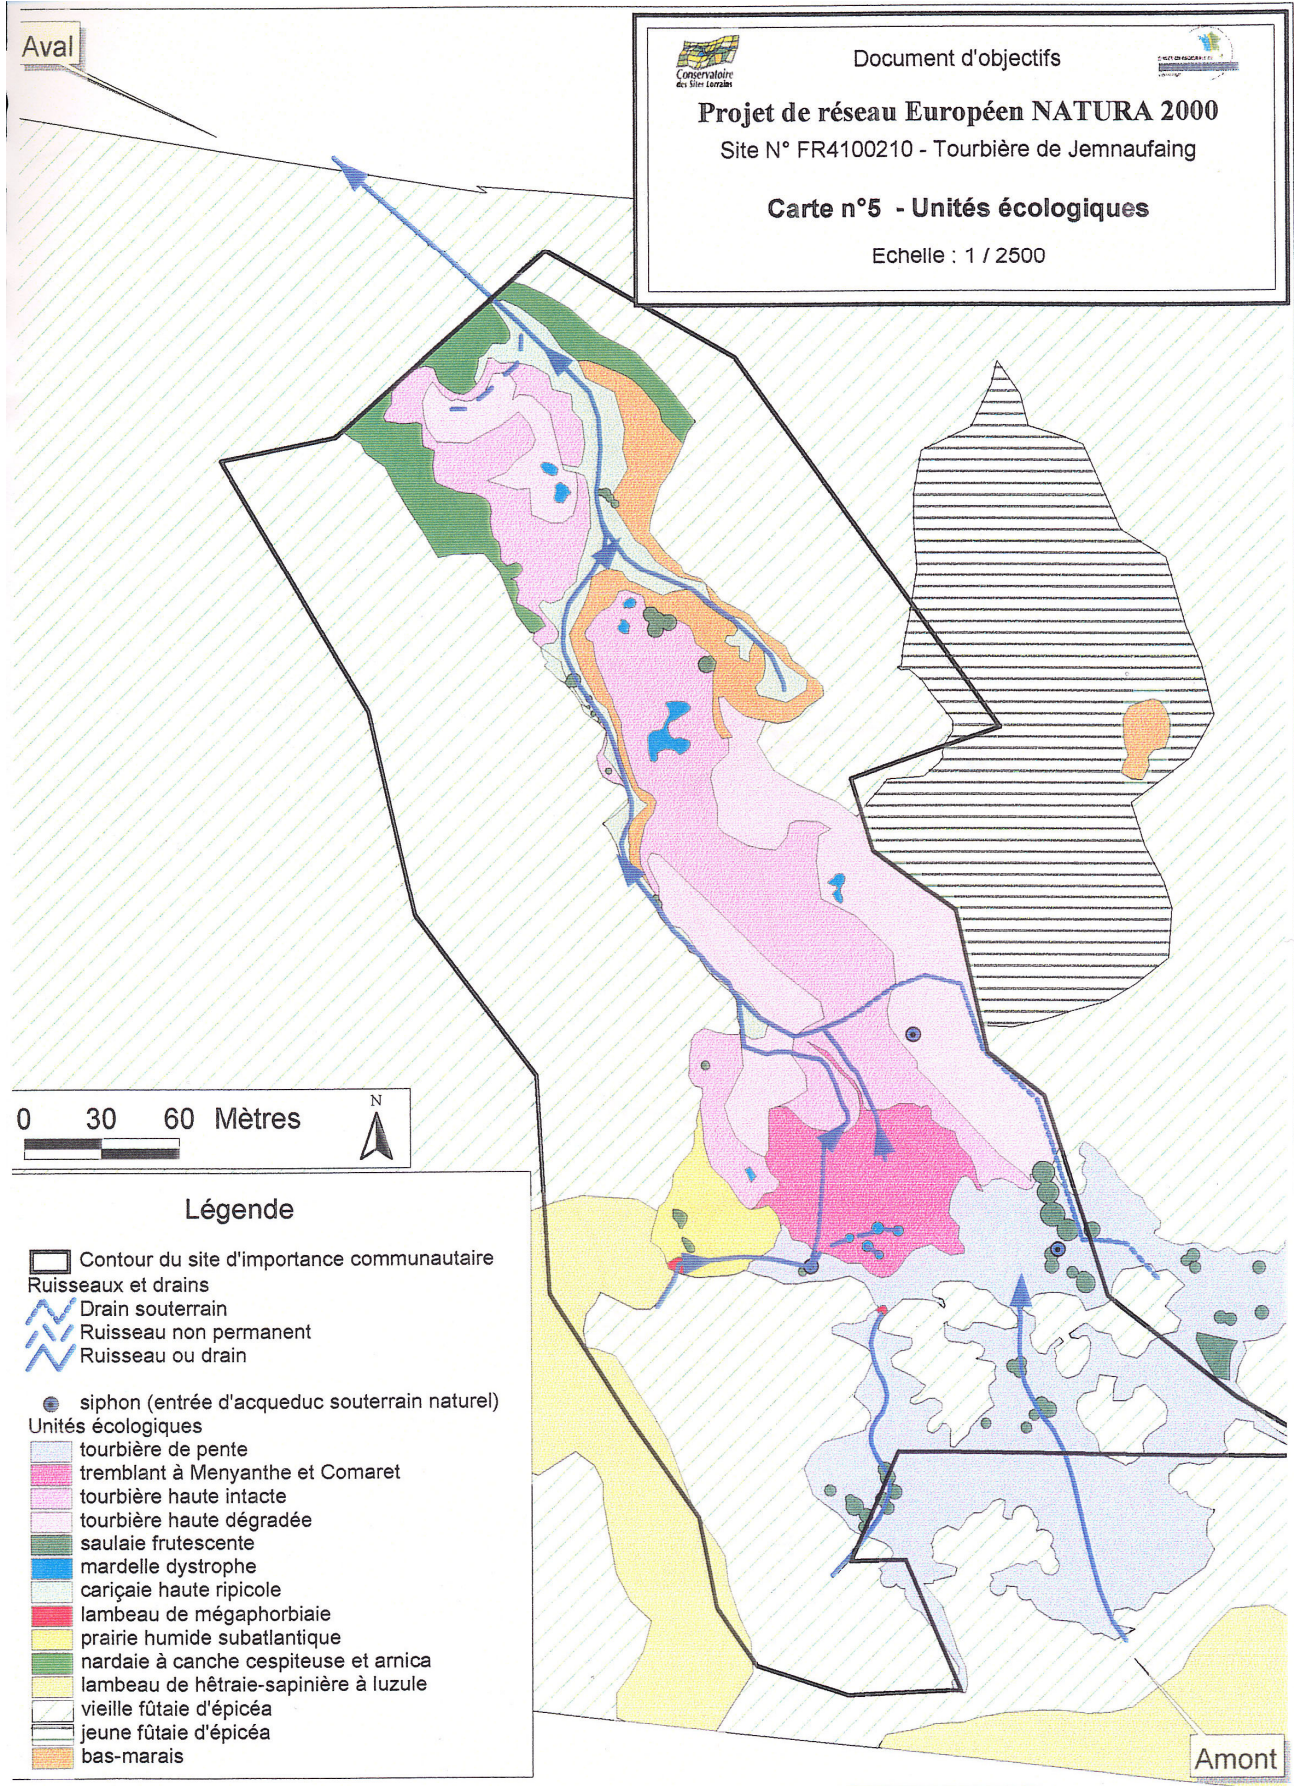 Aval
Conservatoire
des Sites Lorrains
Document d'objectifs
Projet de réseau Européen NATURA 2000
Site N° FR4100210 - Tourbière de Jemnaufaing
Carte n°5 - Unités écologiques
Echelle : 1 / 2500
0 30 60 Mètres
N
Légende
Contour du site d'importance communautaire
Ruisseaux et drains
Drain souterrain
Ruisseau non permanent
Ruisseau ou drain
siphon (entrée d'acqueduc souterrain naturel)
Unités écologiques
tourbière de pente
tremblant à Menyanthe et Comaret
tourbière haute intacte
tourbière haute dégradée
saulaie frutescente
mardelle dystrophe
cariçaie haute ripicole
lambeau de mégaphorbiaie
prairie humide subatlantique
nardaie à canche cespiteuse et arnica
lambeau de hêtraie-sapinière à luzule
vieille fûtaie d'épicéa
jeune fûtaie d'épicéa
bas-marais
Amont